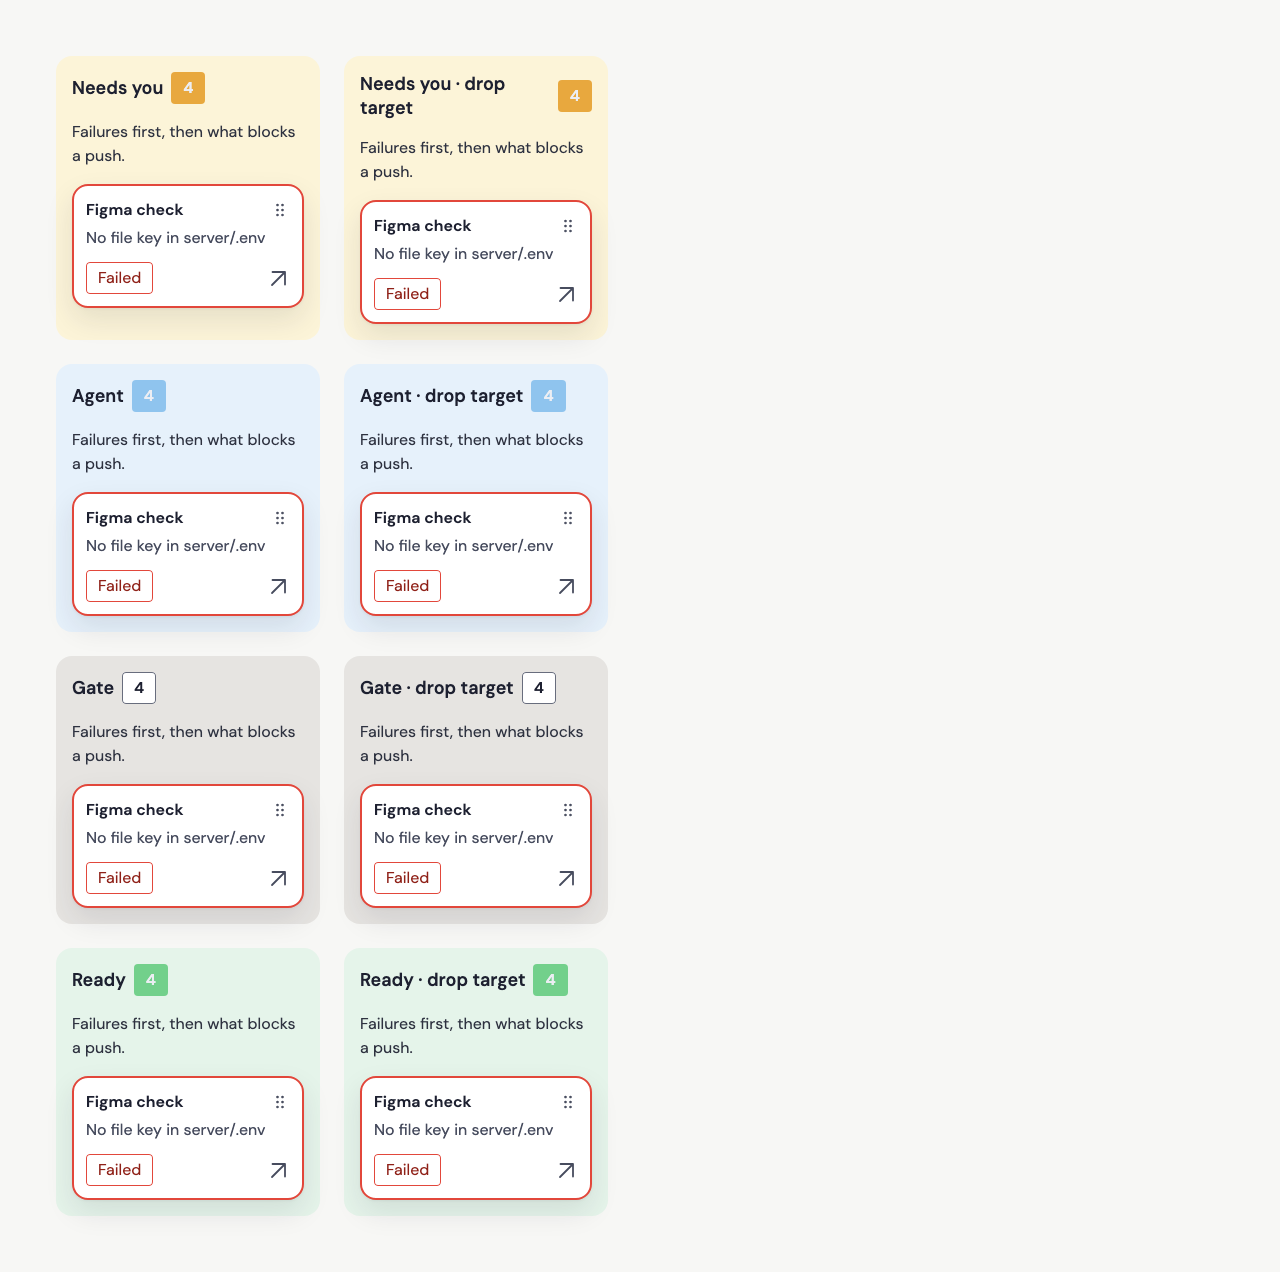 Needs you 4
Failures first, then what blocks
a push.
Figma check
No file key in server/.env
Failed
Needs you · drop
target 4
Failures first, then what blocks
a push.
Figma check
No file key in server/.env
Failed
Agent 4
Failures first, then what blocks
a push.
Figma check
No file key in server/.env
Failed
Agent · drop target 4
Failures first, then what blocks
a push.
Figma check
No file key in server/.env
Failed
Gate 4
Failures first, then what blocks
a push.
Figma check
No file key in server/.env
Failed
Gate · drop target 4
Failures first, then what blocks
a push.
Figma check
No file key in server/.env
Failed
Ready 4
Failures first, then what blocks
a push.
Figma check
No file key in server/.env
Failed
Ready · drop target 4
Failures first, then what blocks
a push.
Figma check
No file key in server/.env
Failed